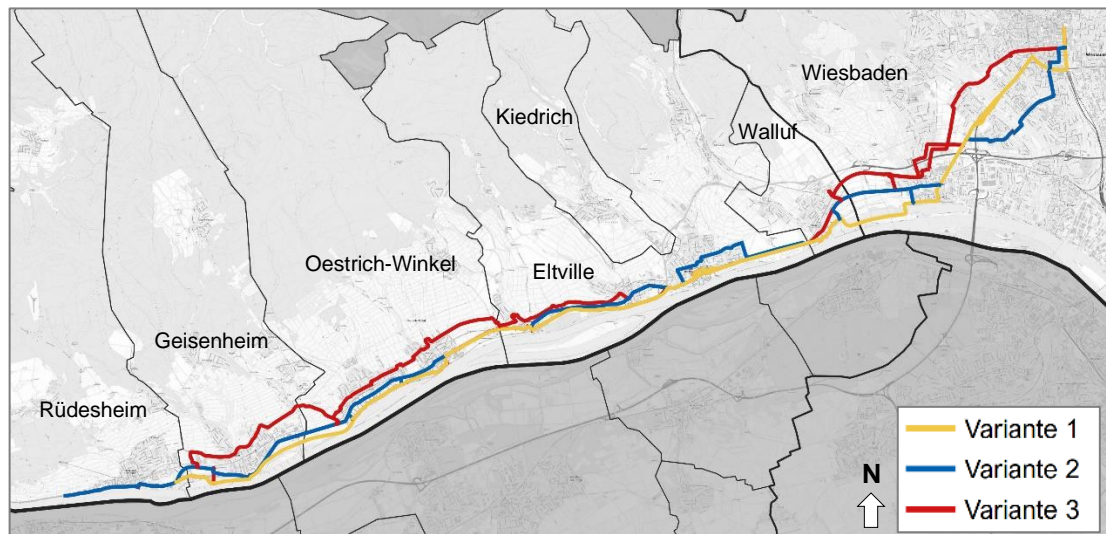 Wiesbaden
Kiedrich
Walluf
Oestrich-Winkel
Eltville
Geisenheim
Rüdesheim
Variante 1
Variante 2
Variante 3
N